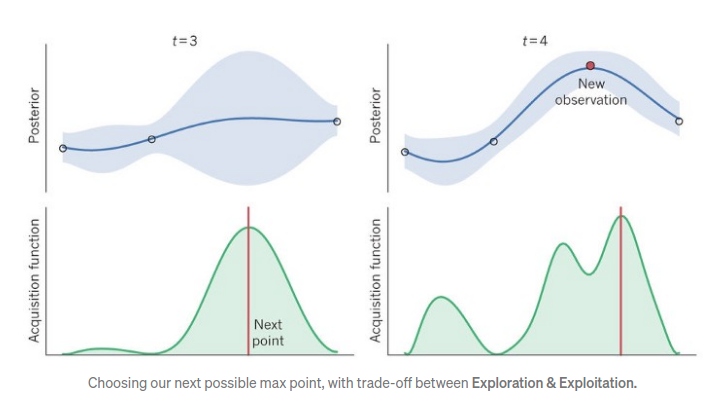 t=3
t=4
Posterior
Posterior
New
observation
Acquisition function
Acquisition function
Next
point
Choosing our next possible max point, with trade-off between Exploration & Exploitation.